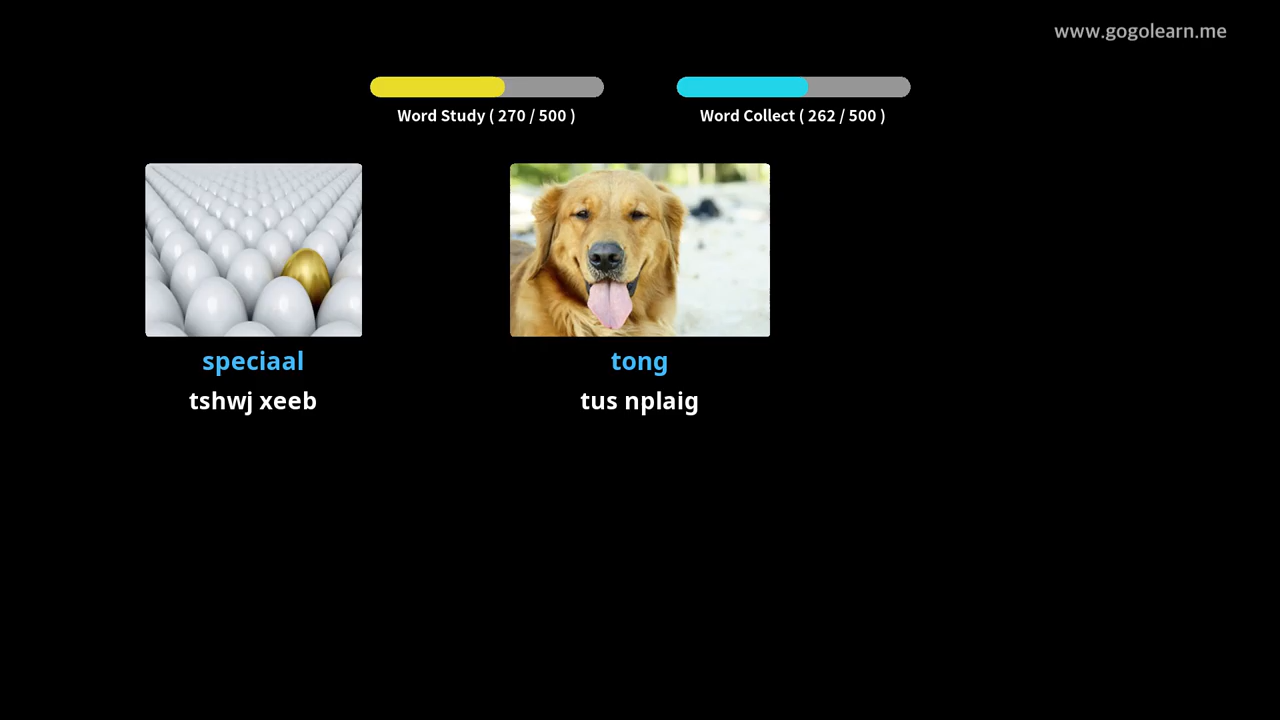 www.gogolearn.me
Word Study ( 270 / 500 )
Word Collect ( 262 / 500 )
speciaal
tshwj xeeb
tong
tus nplaig